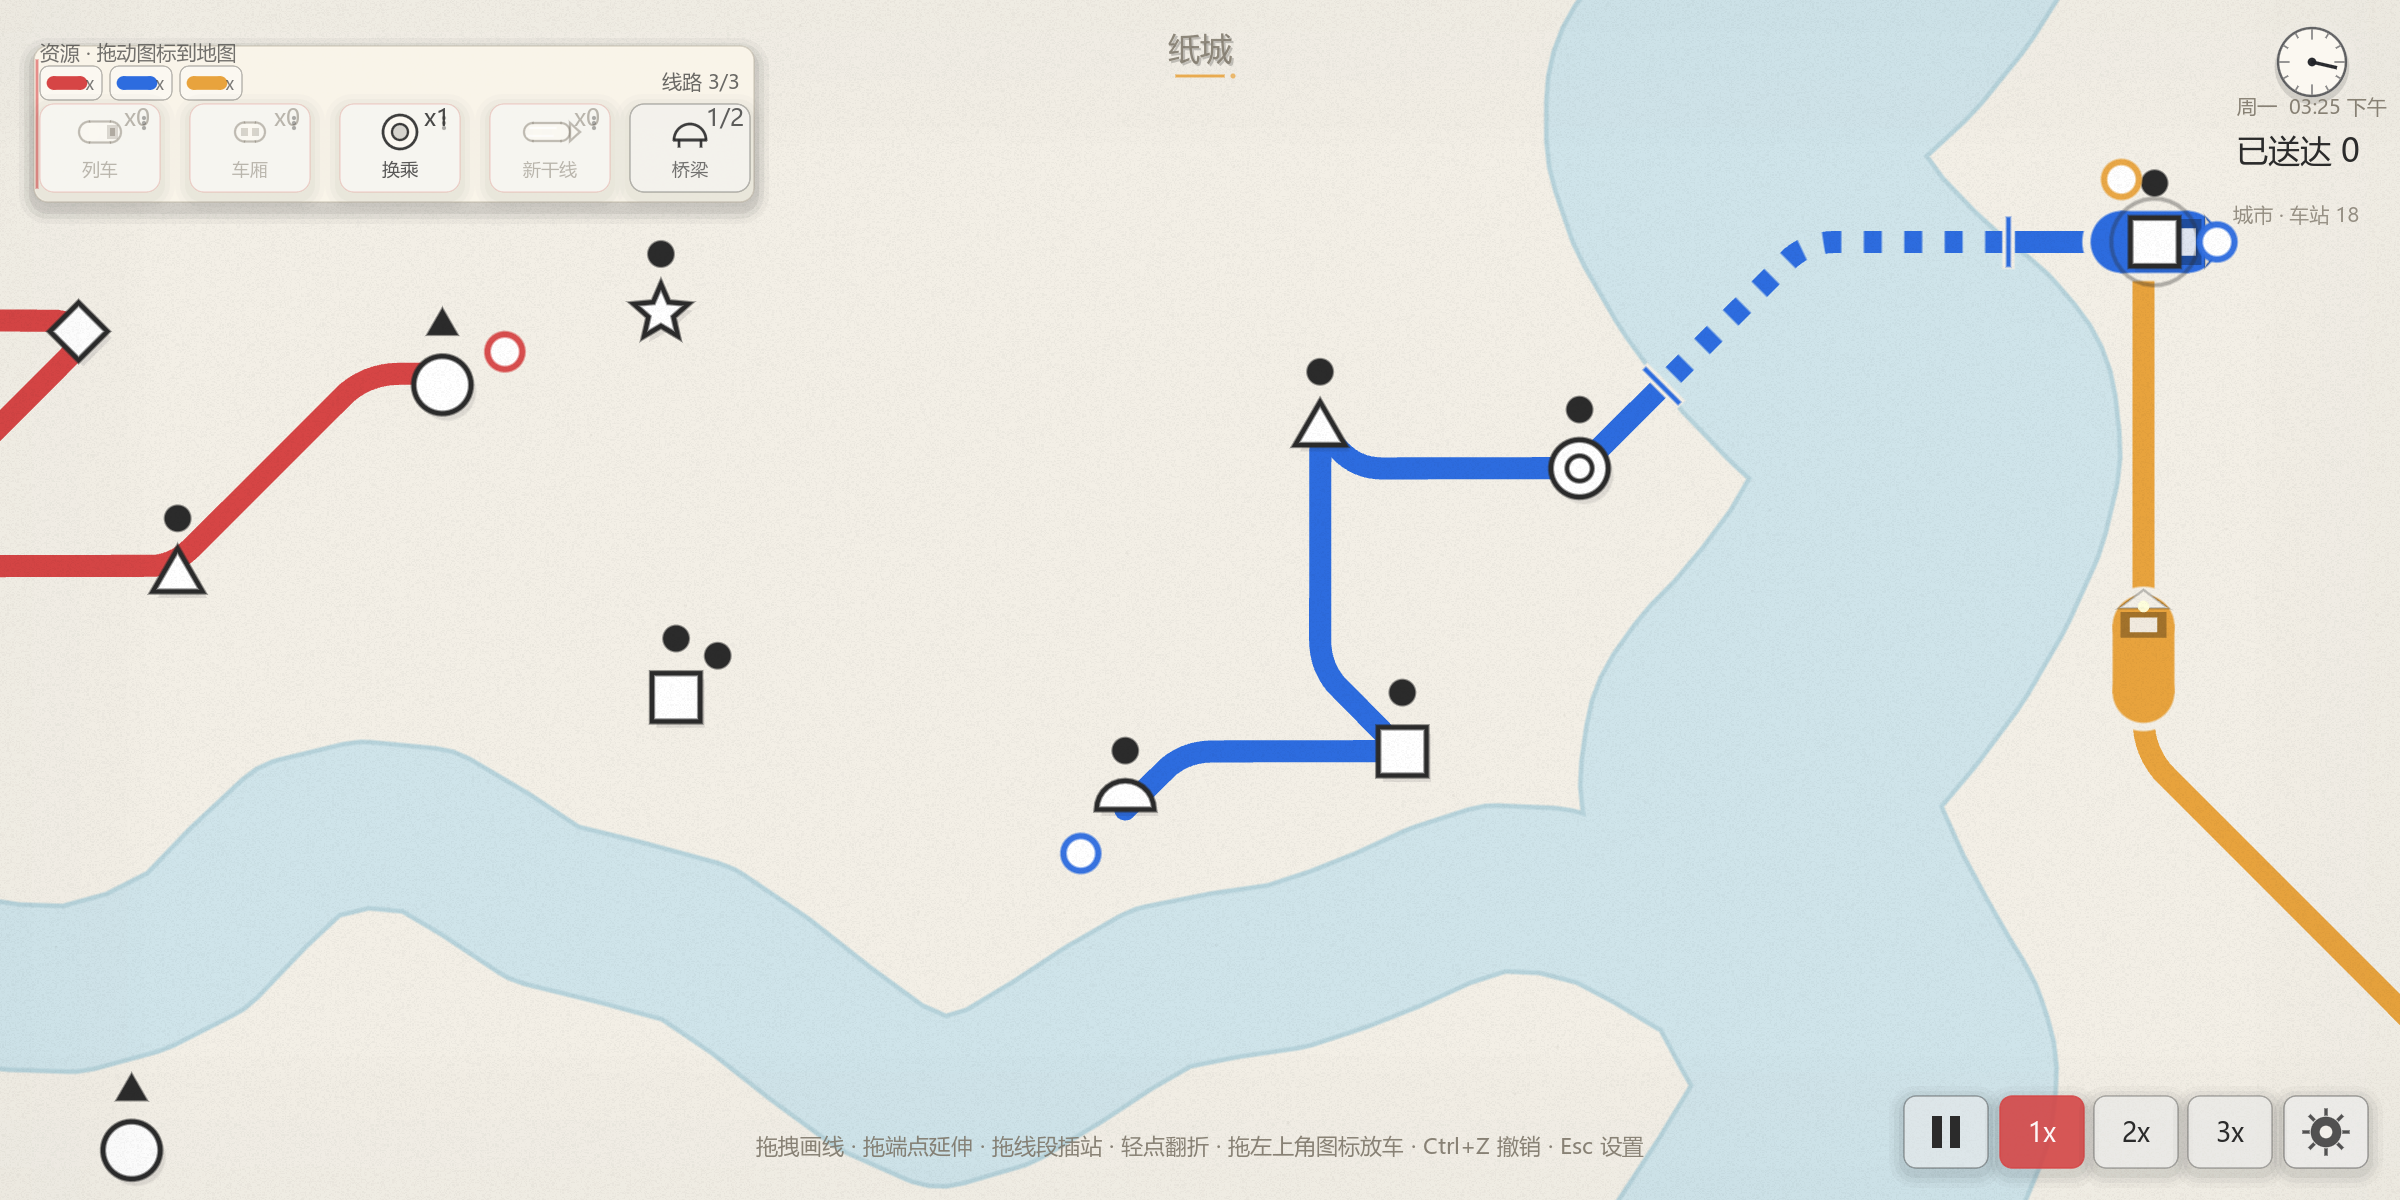 资源 · 拖动图标到地图
x
x
x
线路 3/3
x0
列车
x0
车厢
x1
换乘
x0
新干线
1/2
桥梁
纸城
周一 03:25 下午
已送达 0
城市 · 车站 18
拖拽画线 · 拖端点延伸 · 拖线段插站 · 轻点翻折 · 拖左上角图标放车 · Ctrl+Z 撤销 · Esc 设置
1x
2x
3x